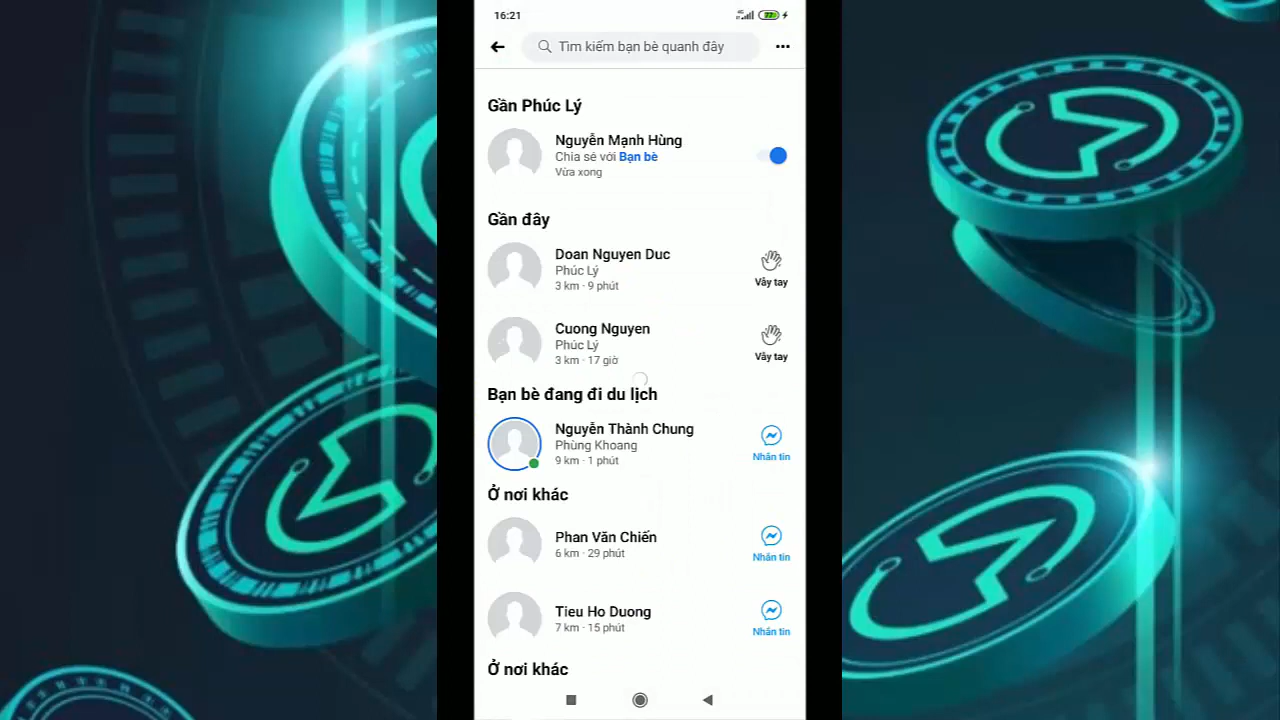 16:21
4G
77
Tìm kiếm bạn bè quanh đây
Gần Phúc Lý
Nguyễn Mạnh Hùng
Chia sẻ với Bạn bè
Vừa xong
Gần đây
Doan Nguyen Duc
Phúc Lý
3 km · 9 phút
Vẫy tay
Cuong Nguyen
Phúc Lý
3 km · 17 giờ
Vẫy tay
Bạn bè đang đi du lịch
Nguyễn Thành Chung
Phùng Khoang
9 km · 1 phút
Nhắn tin
Ở nơi khác
Phan Văn Chiến
6 km · 29 phút
Nhắn tin
Tieu Ho Duong
7 km · 15 phút
Nhắn tin
Ở nơi khác